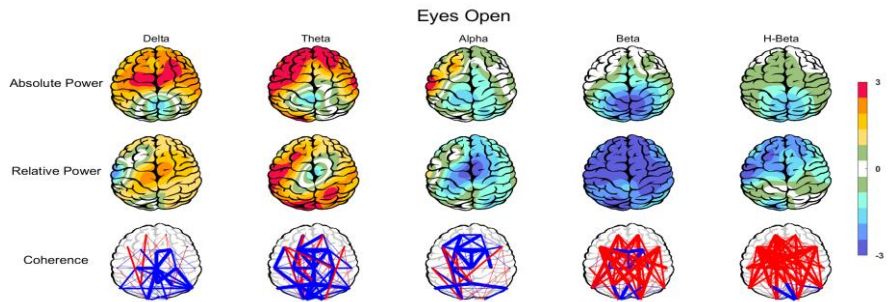 Eyes Open
Delta Theta Alpha Beta H-Beta
Absolute Power
3
Relative Power
0
Coherence
-3